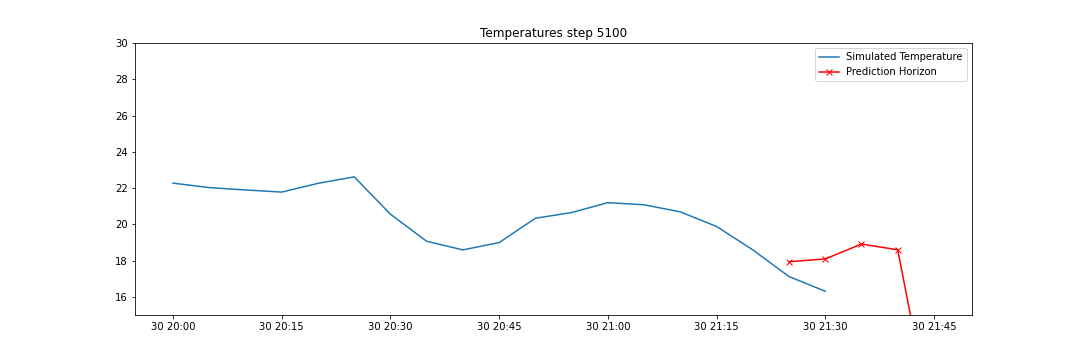 Temperatures step 5100
30
28
26
24
22
20
18
16
Simulated Temperature
Prediction Horizon
30 20:00 30 20:15 30 20:30 30 20:45 30 21:00 30 21:15 30 21:30 30 21:45